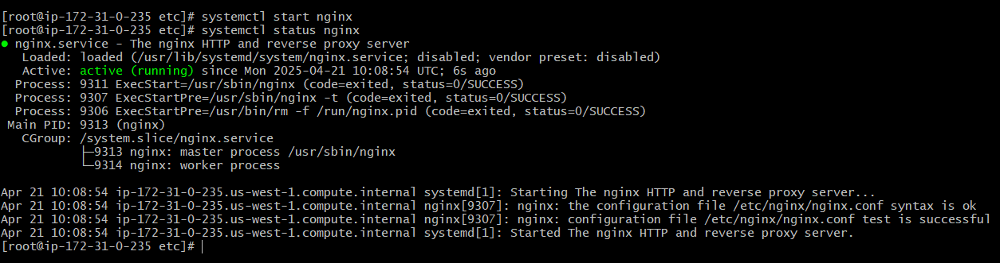 [root@ip-172-31-0-235 etc]# systemctl start nginx
[root@ip-172-31-0-235 etc]# systemctl status nginx
● nginx.service - The nginx HTTP and reverse proxy server
   Loaded: loaded (/usr/lib/systemd/system/nginx.service; disabled; vendor preset: disabled)
   Active: active (running) since Mon 2025-04-21 10:08:54 UTC; 6s ago
  Process: 9311 ExecStart=/usr/sbin/nginx (code=exited, status=0/SUCCESS)
  Process: 9307 ExecStartPre=/usr/sbin/nginx -t (code=exited, status=0/SUCCESS)
  Process: 9306 ExecStartPre=/usr/bin/rm -f /run/nginx.pid (code=exited, status=0/SUCCESS)
 Main PID: 9313 (nginx)
   CGroup: /system.slice/nginx.service
           ├─9313 nginx: master process /usr/sbin/nginx
           └─9314 nginx: worker process
Apr 21 10:08:54 ip-172-31-0-235.us-west-1.compute.internal systemd[1]: Starting The nginx HTTP and reverse proxy server...
Apr 21 10:08:54 ip-172-31-0-235.us-west-1.compute.internal nginx[9307]: nginx: the configuration file /etc/nginx/nginx.conf syntax is ok
Apr 21 10:08:54 ip-172-31-0-235.us-west-1.compute.internal nginx[9307]: nginx: configuration file /etc/nginx/nginx.conf test is successful
Apr 21 10:08:54 ip-172-31-0-235.us-west-1.compute.internal systemd[1]: Started The nginx HTTP and reverse proxy server.
[root@ip-172-31-0-235 etc]#